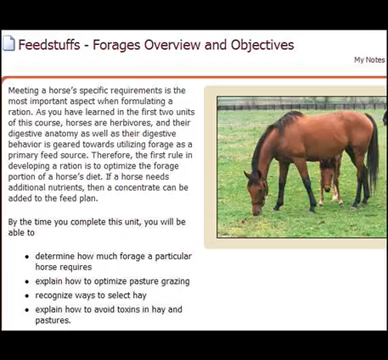 Feedstuffs - Forages Overview and Objectives
My Notes
Meeting a horse's specific requirements is the
most important aspect when formulating a
ration. As you have learned in the first two units
of this course, horses are herbivores, and their
digestive anatomy as well as their digestive
behavior is geared towards utilizing forage as a
primary feed source. Therefore, the first rule in
developing a ration is to optimize the forage
portion of a horse's diet. If a horse needs
additional nutrients, then a concentrate can be
added to the feed plan.
By the time you complete this unit, you will be
able to
• determine how much forage a particular
horse requires
• explain how to optimize pasture grazing
• recognize ways to select hay
• explain how to avoid toxins in hay and
pastures.